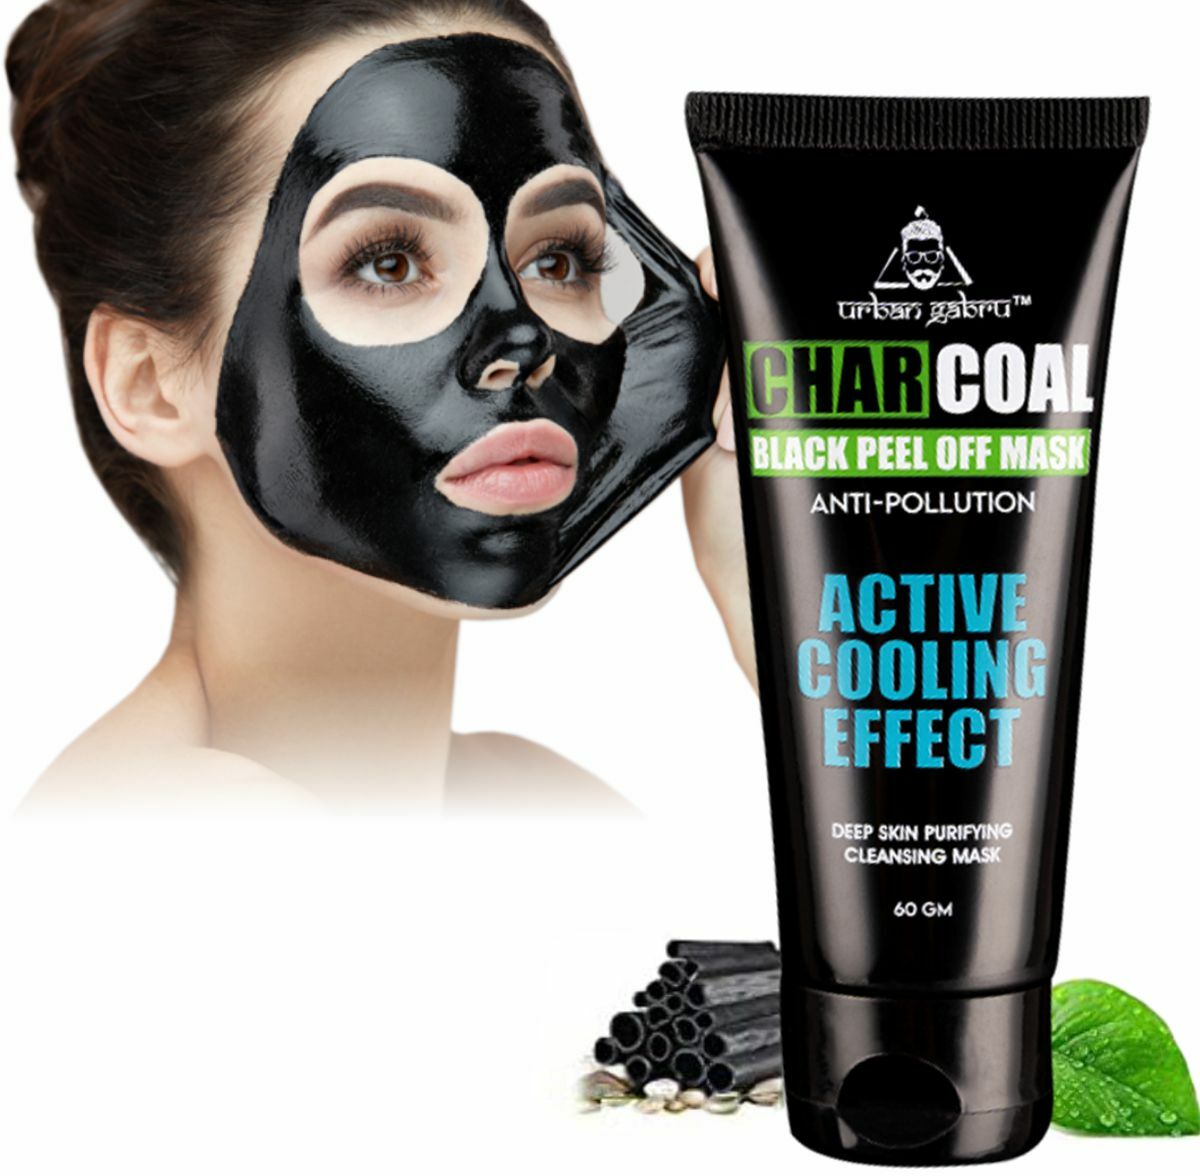 urban gabru™
CHARCOAL
BLACK PEEL OFF MASK
ANTI-POLLUTION
ACTIVE
COOLING
EFFECT
DEEP SKIN PURIFYING
CLEANSING MASK
60 GM